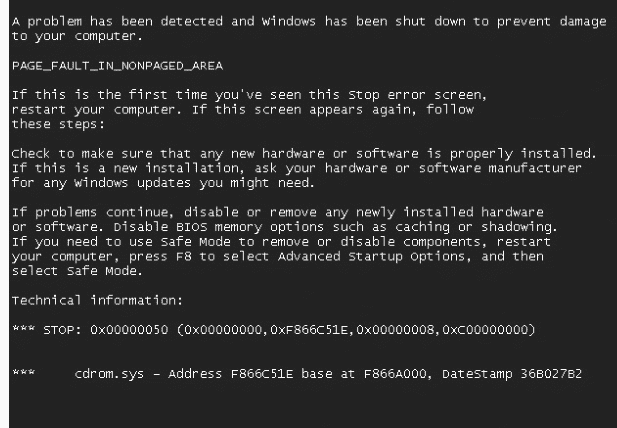 A problem has been detected and Windows has been shut down to prevent damage
to your computer.
PAGE_FAULT_IN_NONPAGED_AREA
If this is the first time you've seen this Stop error screen,
restart your computer. If this screen appears again, follow
these steps:
Check to make sure that any new hardware or software is properly installed.
If this is a new installation, ask your hardware or software manufacturer
for any Windows updates you might need.
If problems continue, disable or remove any newly installed hardware
or software. Disable BIOS memory options such as caching or shadowing.
If you need to use Safe Mode to remove or disable components, restart
your computer, press F8 to select Advanced Startup Options, and then
select Safe Mode.
Technical information:
*** STOP: 0x00000050 (0x00000000,0xF866C51E,0x00000008,0xC0000000)
*** cdrom.sys – Address F866C51E base at F866A000, DateStamp 36B027B2